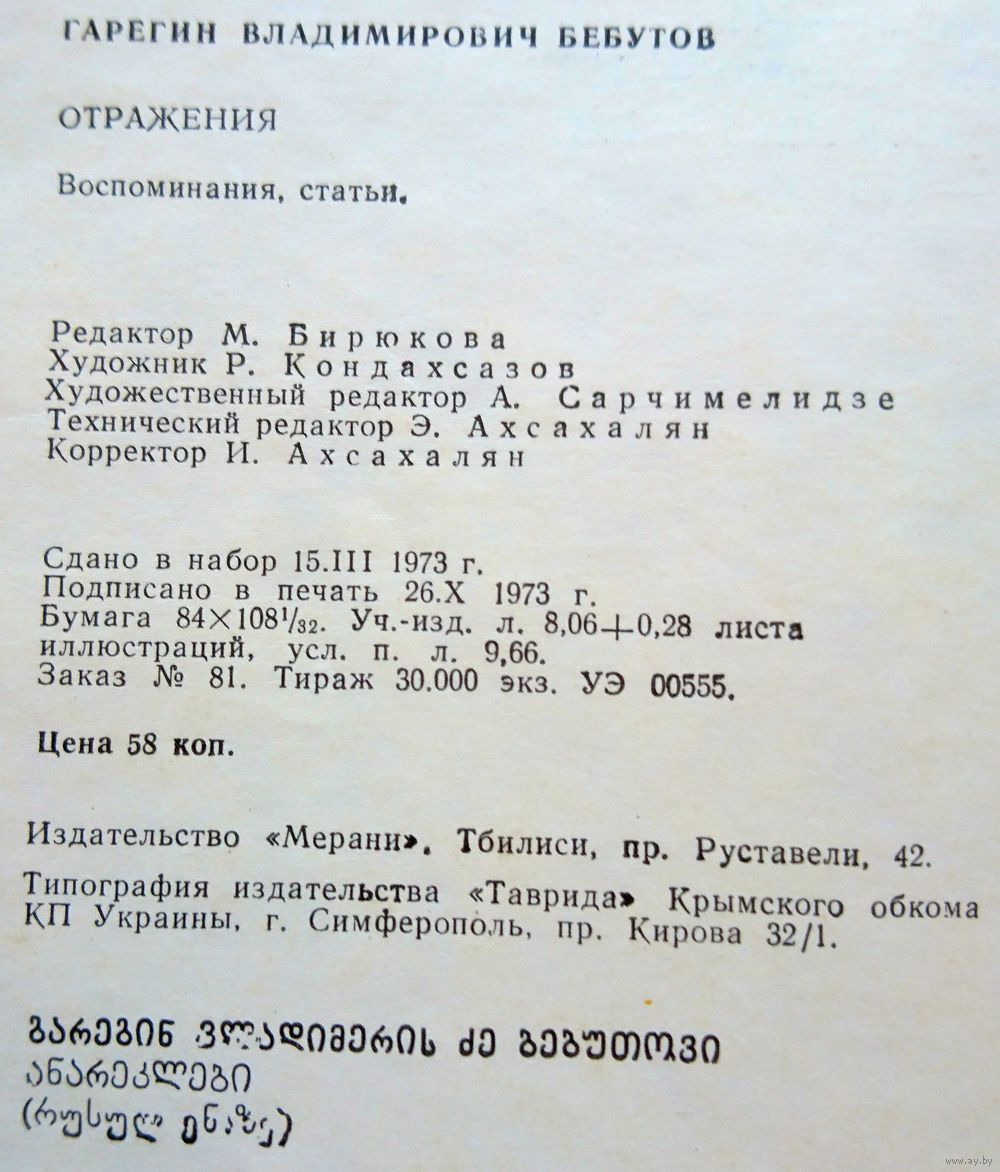 ГАРЕГИН ВЛАДИМИРОВИЧ БЕБУТОВ
ОТРАЖЕНИЯ
Воспоминания, статьи.
Редактор М. Бирюкова
Художник Р. Кондахсазов
Художественный редактор А. Сарчимелидзе
Технический редактор Э. Ахсахалян
Корректор И. Ахсахалян
Сдано в набор 15.III 1973 г.
Подписано в печать 26.X 1973 г.
Бумага 84×108¹/₃₂. Уч.-изд. л. 8,06+0,28 листа
иллюстраций, усл. п. л. 9,66.
Заказ № 81. Тираж 30.000 экз. УЭ 00555.
Цена 58 коп.
Издательство «Мерани». Тбилиси, пр. Руставели, 42.
Типография издательства «Таврида» Крымского обкома
КП Украины, г. Симферополь, пр. Кирова 32/1.
გარეგინ ვლადიმერის ძე ბებუთოვი
ანარეკლები
(რუსულ ენაზე)
www.ay.by